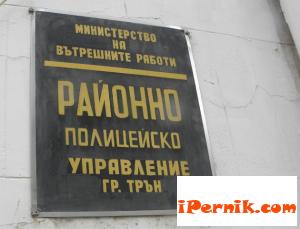 МИНИСТЕРСТВО
НА
ВЪТРЕШНИТЕ РАБОТИ
РАЙОННО
ПОЛИЦЕЙСКО
УПРАВЛЕНИЕ
ГР. ТРЪН
iPernik.com